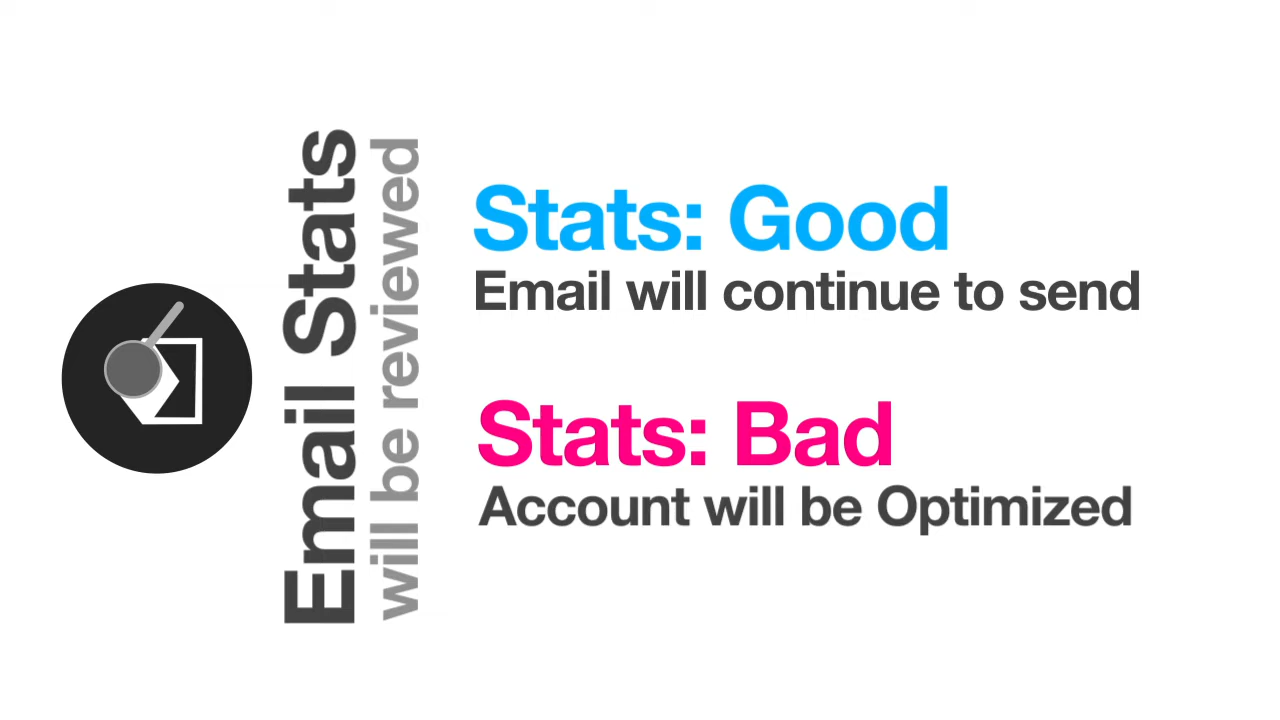 Email Stats
will be reviewed
Stats: Good
Email will continue to send
Stats: Bad
Account will be Optimized